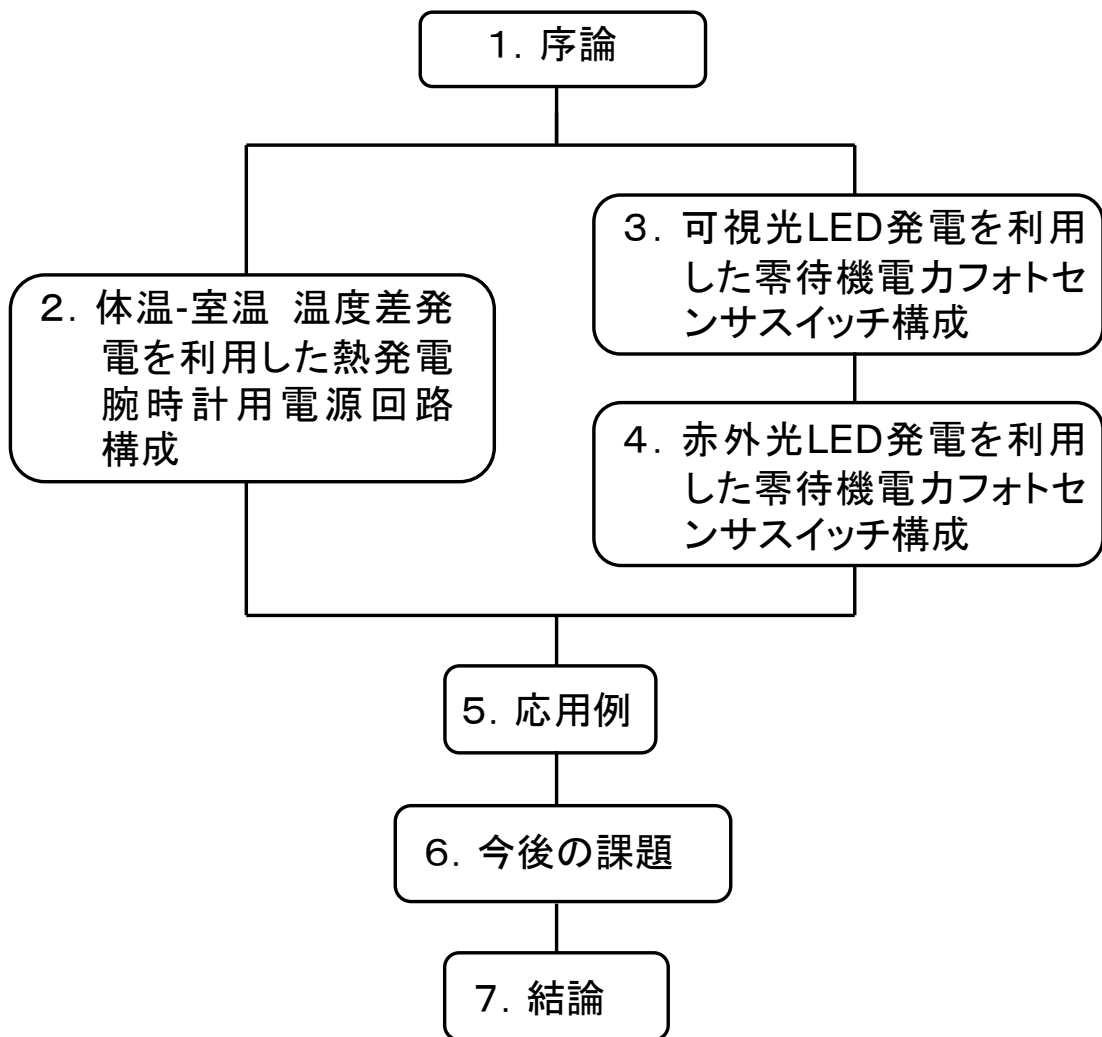 １．序論
２．体温-室温 温度差発
電を利用した熱発電
腕時計用電源回路
構成
３．可視光LED発電を利用
した零待機電力フォトセ
ンサスイッチ構成
４．赤外光LED発電を利用
した零待機電力フォトセ
ンサスイッチ構成
５．応用例
６．今後の課題
７．結論